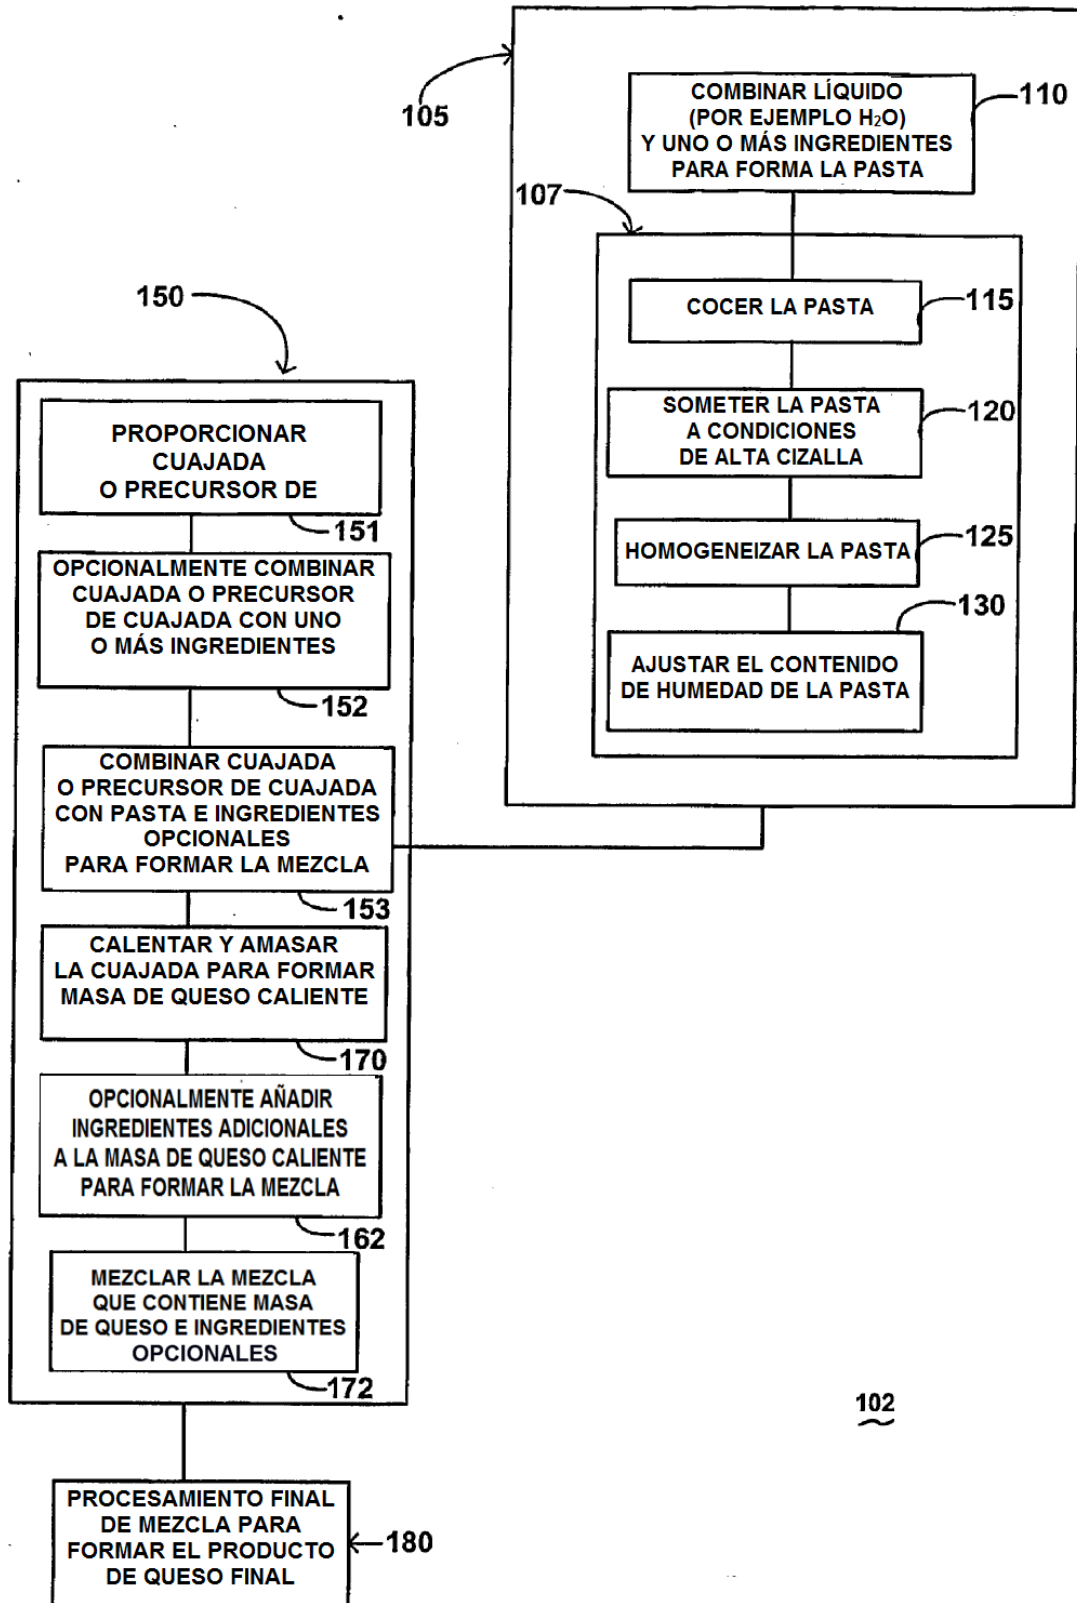 105
COMBINAR LÍQUIDO
(POR EJEMPLO H₂O)
Y UNO O MÁS INGREDIENTES
PARA FORMA LA PASTA
110
107
COCER LA PASTA
115
SOMETER LA PASTA
A CONDICIONES
DE ALTA CIZALLA
120
HOMOGENEIZAR LA PASTA
125
130
AJUSTAR EL CONTENIDO
DE HUMEDAD DE LA PASTA
150
PROPORCIONAR
CUAJADA
O PRECURSOR DE
151
OPCIONALMENTE COMBINAR
CUAJADA O PRECURSOR
DE CUAJADA CON UNO
O MÁS INGREDIENTES
152
COMBINAR CUAJADA
O PRECURSOR DE CUAJADA
CON PASTA E INGREDIENTES
OPCIONALES
PARA FORMAR LA MEZCLA
153
CALENTAR Y AMASAR
LA CUAJADA PARA FORMAR
MASA DE QUESO CALIENTE
170
OPCIONALMENTE AÑADIR
INGREDIENTES ADICIONALES
A LA MASA DE QUESO CALIENTE
PARA FORMAR LA MEZCLA
162
MEZCLAR LA MEZCLA
QUE CONTIENE MASA
DE QUESO E INGREDIENTES
OPCIONALES
172
102
PROCESAMIENTO FINAL
DE MEZCLA PARA
FORMAR EL PRODUCTO
DE QUESO FINAL
180